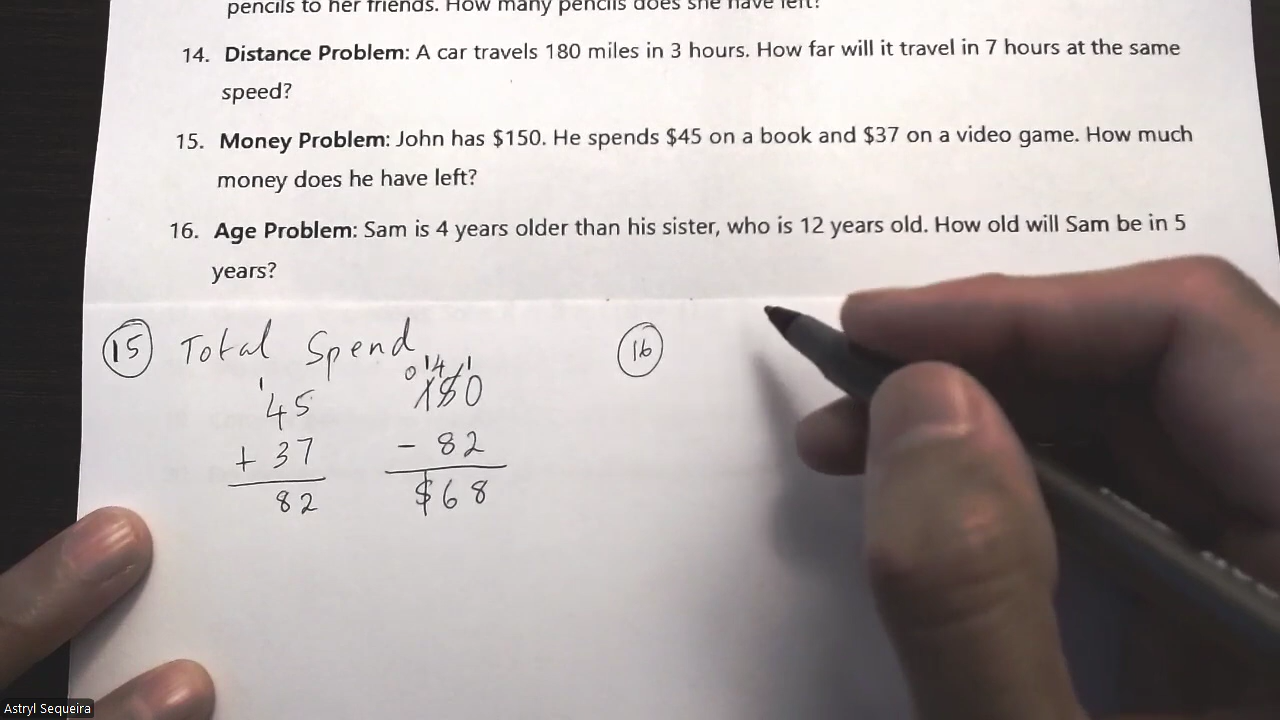 pencils to her friends. How many pencils does she have left?
14. Distance Problem: A car travels 180 miles in 3 hours. How far will it travel in 7 hours at the same
speed?
15. Money Problem: John has $150. He spends $45 on a book and $37 on a video game. How much
money does he have left?
16. Age Problem: Sam is 4 years older than his sister, who is 12 years old. How old will Sam be in 5
years?
15 Total Spend
1 0 14 1
45 150
+ 37 - 82
82 $68
16
Astryl Sequeira